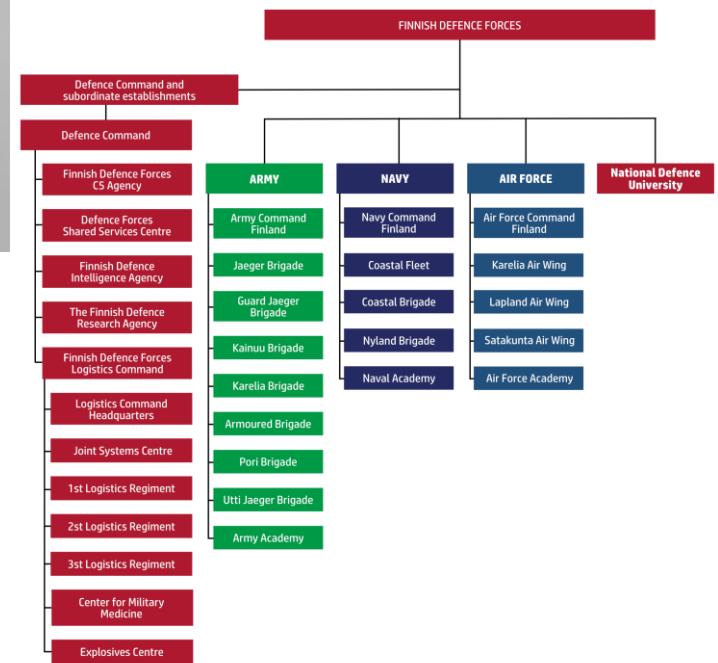 FINNISH DEFENCE FORCES
Defence Command and
subordinate establishments
Defence Command
Finnish Defence Forces
C5 Agency
Defence Forces
Shared Services Centre
Finnish Defence
Intelligence Agency
The Finnish Defence
Research Agency
Finnish Defence Forces
Logistics Command
Logistics Command
Headquarters
Joint Systems Centre
1st Logistics Regiment
2st Logistics Regiment
3st Logistics Regiment
Center for Military
Medicine
Explosives Centre
ARMY
Army Command
Finland
Jaeger Brigade
Guard Jaeger
Brigade
Kainuu Brigade
Karelia Brigade
Armoured Brigade
Pori Brigade
Utti Jaeger Brigade
Army Academy
NAVY
Navy Command
Finland
Coastal Fleet
Coastal Brigade
Nyland Brigade
Naval Academy
AIR FORCE
Air Force Command
Finland
Karelia Air Wing
Lapland Air Wing
Satakunta Air Wing
Air Force Academy
National Defence
University